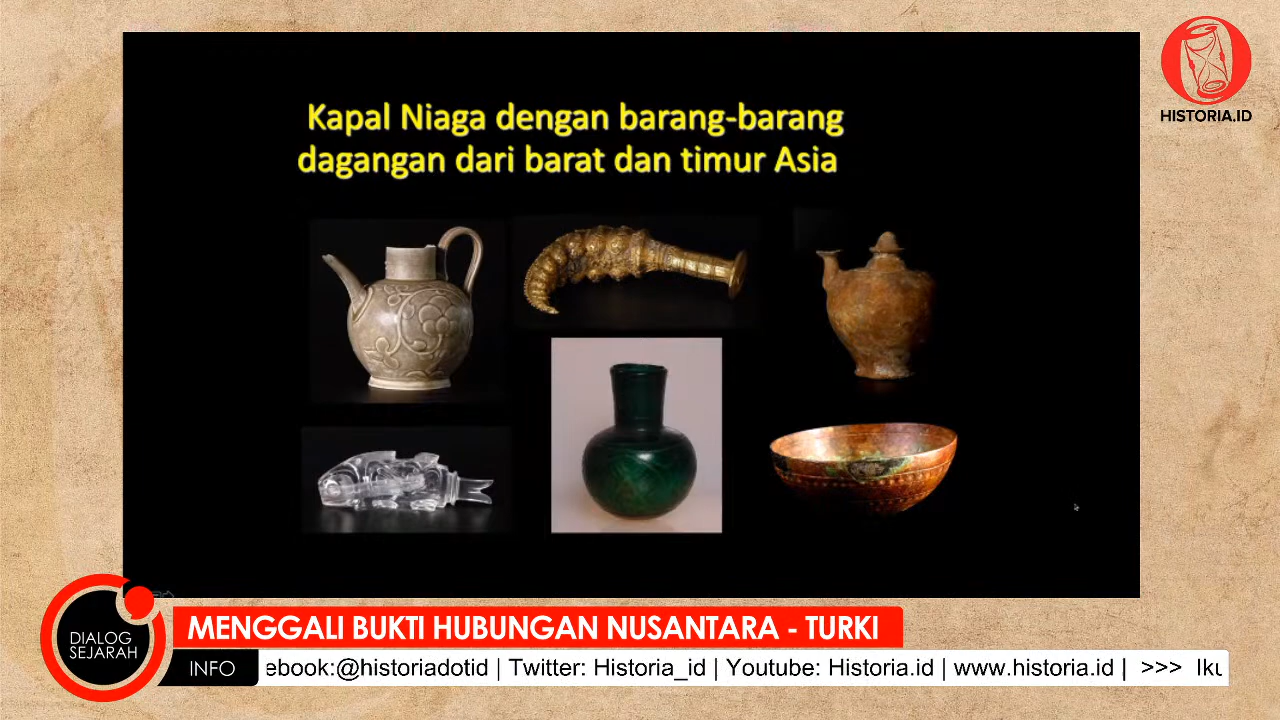 HISTORIA.ID
Kapal Niaga dengan barang-barang
dagangan dari barat dan timur Asia
DIALOG
SEJARAH
MENGGALI BUKTI HUBUNGAN NUSANTARA - TURKI
INFO
ebook:@historiadotid | Twitter: Historia_id | Youtube: Historia.id | www.historia.id | >>> Iku